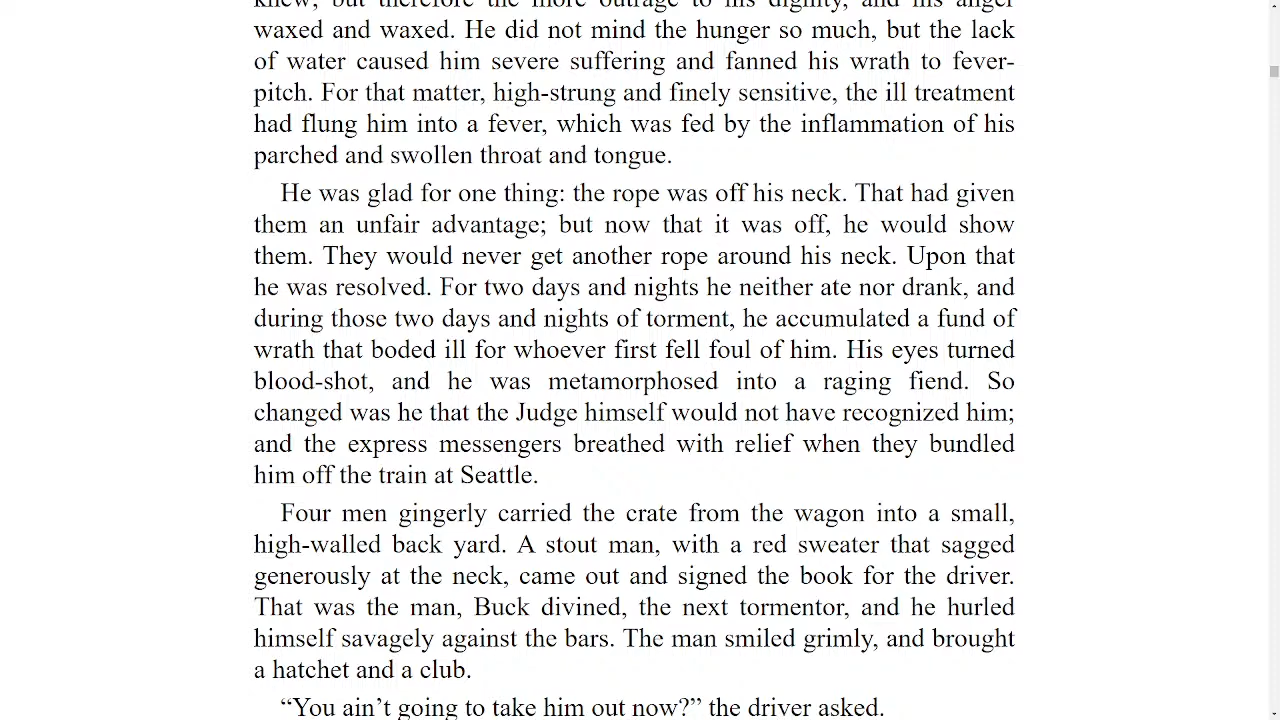 knew, but therefore the more outrage to his dignity, and his anger
waxed and waxed. He did not mind the hunger so much, but the lack
of water caused him severe suffering and fanned his wrath to fever-
pitch. For that matter, high-strung and finely sensitive, the ill treatment
had flung him into a fever, which was fed by the inflammation of his
parched and swollen throat and tongue.
He was glad for one thing: the rope was off his neck. That had given
them an unfair advantage; but now that it was off, he would show
them. They would never get another rope around his neck. Upon that
he was resolved. For two days and nights he neither ate nor drank, and
during those two days and nights of torment, he accumulated a fund of
wrath that boded ill for whoever first fell foul of him. His eyes turned
blood-shot, and he was metamorphosed into a raging fiend. So
changed was he that the Judge himself would not have recognized him;
and the express messengers breathed with relief when they bundled
him off the train at Seattle.
Four men gingerly carried the crate from the wagon into a small,
high-walled back yard. A stout man, with a red sweater that sagged
generously at the neck, came out and signed the book for the driver.
That was the man, Buck divined, the next tormentor, and he hurled
himself savagely against the bars. The man smiled grimly, and brought
a hatchet and a club.
“You ain’t going to take him out now?” the driver asked.